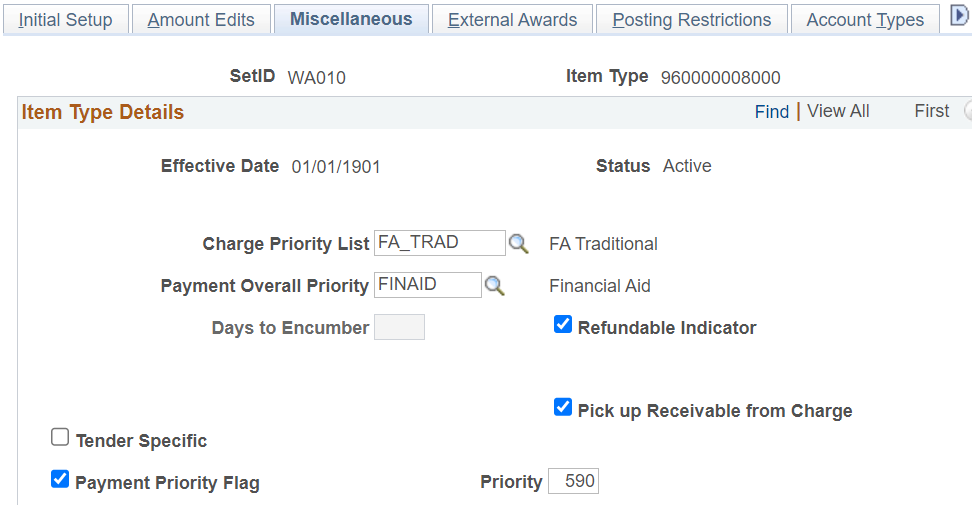 Initial Setup Amount Edits Miscellaneous External Awards Posting Restrictions Account Types
SetID WA010 Item Type 960000008000
Item Type Details Find | View All First
Effective Date 01/01/1901 Status Active
Charge Priority List FA_TRAD FA Traditional
Payment Overall Priority FINAID Financial Aid
Days to Encumber Refundable Indicator
Pick up Receivable from Charge
Tender Specific
Payment Priority Flag Priority 590